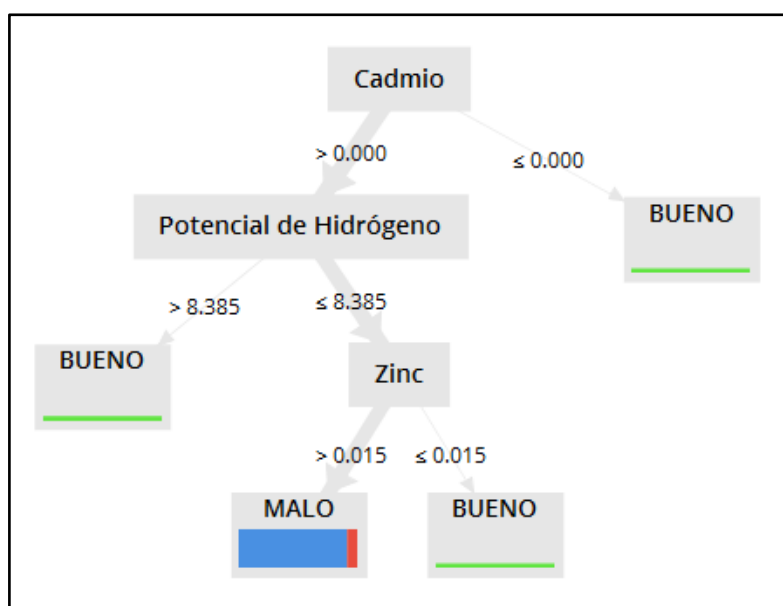 Cadmio
> 0.000
≤ 0.000
Potencial de Hidrógeno
BUENO
> 8.385
≤ 8.385
BUENO
Zinc
> 0.015
≤ 0.015
MALO
BUENO